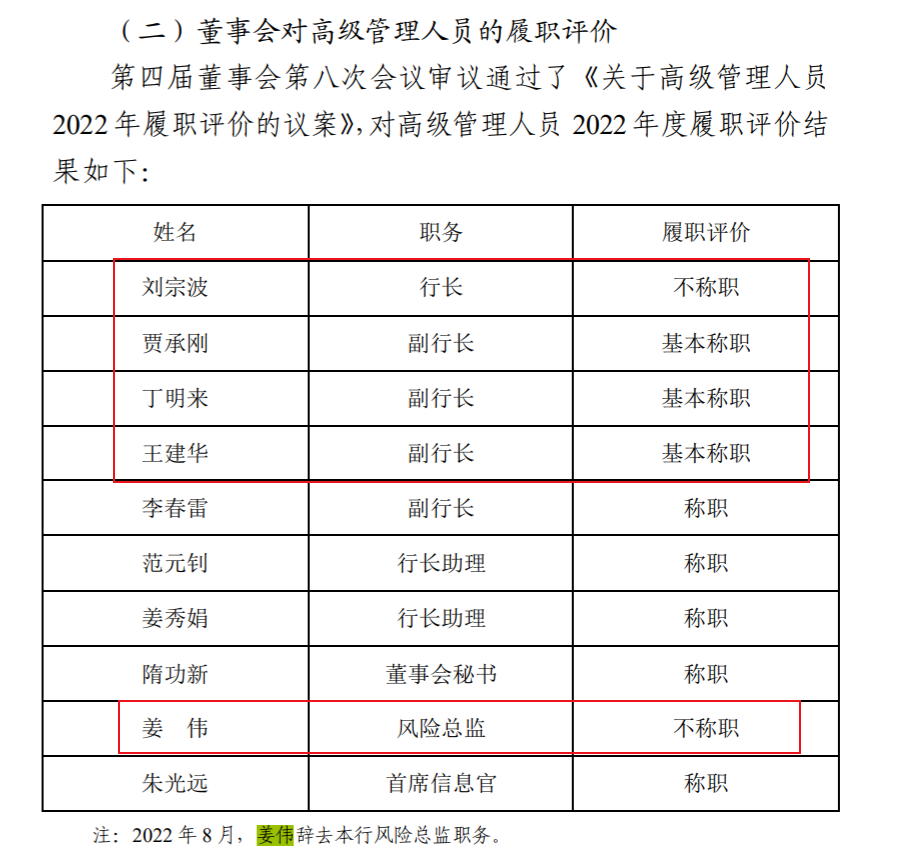 （二）董事会对高级管理人员的履职评价
第四届董事会第八次会议审议通过了《关于高级管理人员
2022年履职评价的议案》，对高级管理人员 2022 年度履职评价结
果如下：
姓名 职务 履职评价
刘宗波 行长 不称职
贾承刚 副行长 基本称职
丁明来 副行长 基本称职
王建华 副行长 基本称职
李春雷 副行长 称职
范元钊 行长助理 称职
姜秀娟 行长助理 称职
隋功新 董事会秘书 称职
姜　伟 风险总监 不称职
朱光远 首席信息官 称职
注：2022 年 8 月，姜伟辞去本行风险总监职务。